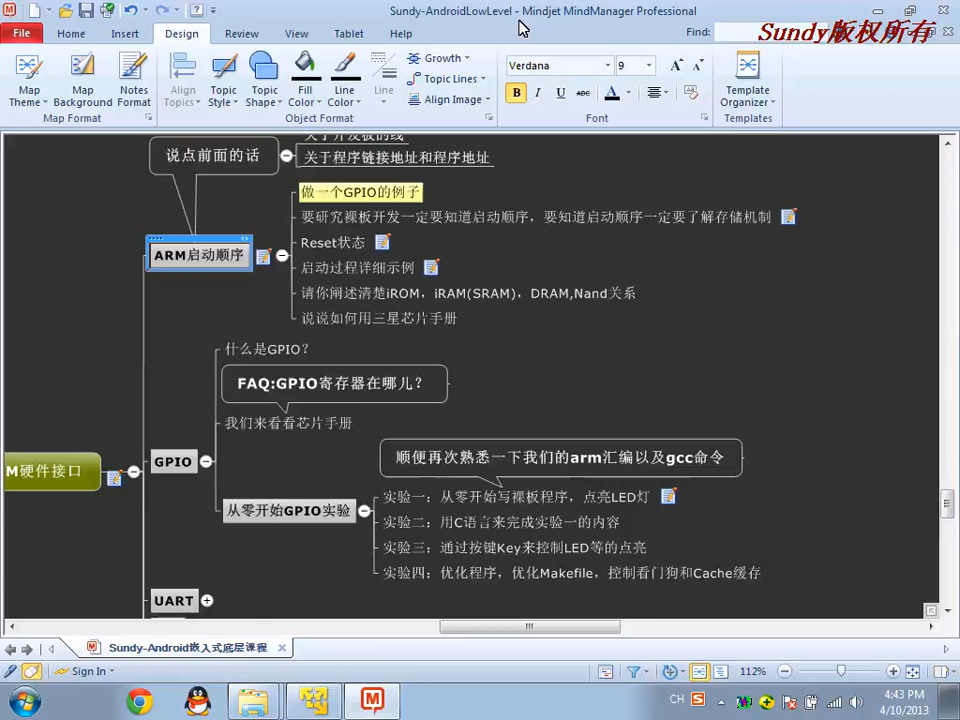 Sundy-AndroidLowLevel - Mindjet MindManager Professional
Sundy版权所有
File Home Insert Design Review View Tablet Help Find:
Map Theme
Map Background
Notes Format
Align Topics
Topic Style
Topic Shape
Fill Color
Line Color
Line
Growth
Topic Lines
Align Image
Verdana 9
B I U ABC A
Template Organizer
Map Format Object Format Font Templates
说点前面的话
关于程序链接地址和程序地址
ARM启动顺序
做一个GPIO的例子
要研究裸板开发一定要知道启动顺序，要知道启动顺序一定要了解存储机制
Reset状态
启动过程详细示例
请你阐述清楚iROM，iRAM(SRAM)，DRAM,Nand关系
说说如何用三星芯片手册
什么是GPIO？
FAQ:GPIO寄存器在哪儿？
我们来看看芯片手册
M硬件接口
GPIO
顺便再次熟悉一下我们的arm汇编以及gcc命令
从零开始GPIO实验
实验一：从零开始写裸板程序，点亮LED灯
实验二：用C语言来完成实验一的内容
实验三：通过按键Key来控制LED等的点亮
实验四：优化程序，优化Makefile，控制看门狗和Cache缓存
UART
Sundy-Android嵌入式底层课程
Sign In 112%
CH 4:43 PM
4/10/2013